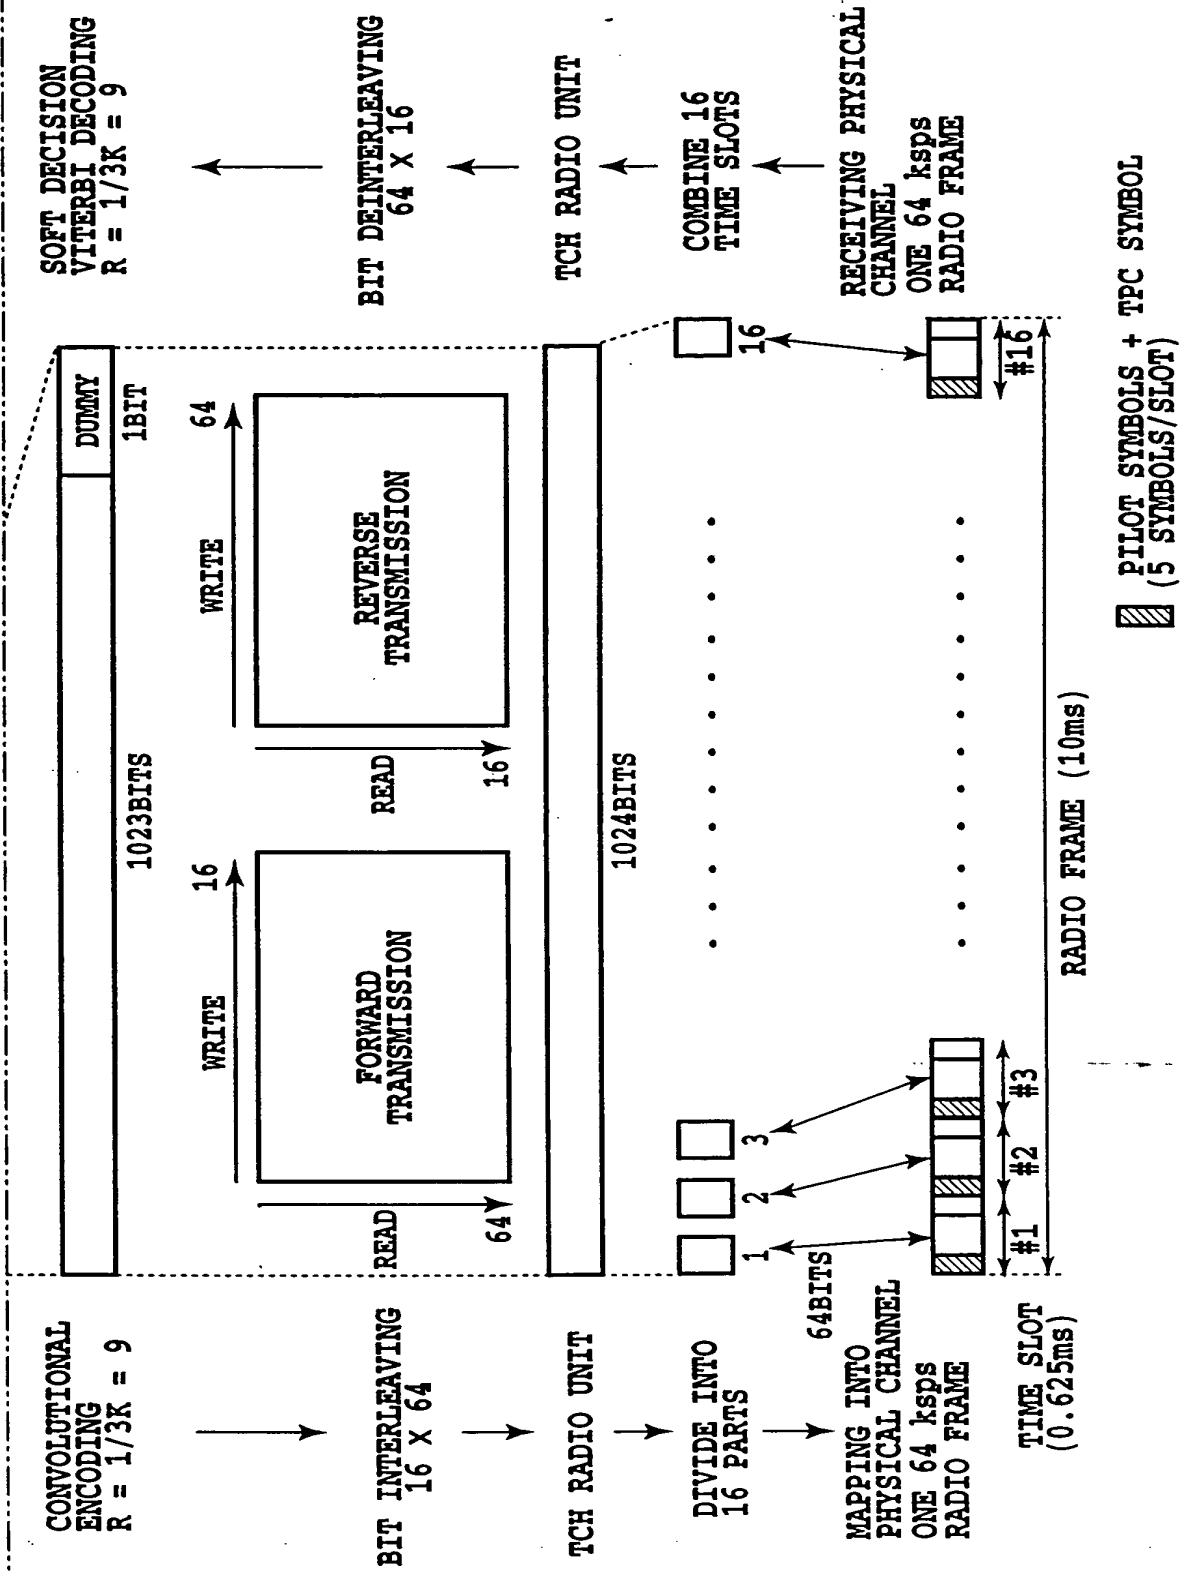 CONVOLUTIONAL
ENCODING
R = 1/3K = 9
BIT INTERLEAVING
16 X 64
TCH RADIO UNIT
DIVIDE INTO
16 PARTS
MAPPING INTO
PHYSICAL CHANNEL
ONE 64 ksps
RADIO FRAME
TIME SLOT
(0.625ms)
1023BITS
DUMMY
1BIT
WRITE
16
READ
64
FORWARD
TRANSMISSION
WRITE
64
READ
16
REVERSE
TRANSMISSION
1024BITS
1
2
3
16
64BITS
#1
#2
#3
#16
RADIO FRAME (10ms)
PILOT SYMBOLS + TPC SYMBOL
(5 SYMBOLS/SLOT)
SOFT DECISION
VITERBI DECODING
R = 1/3K = 9
BIT DEINTERLEAVING
64 X 16
TCH RADIO UNIT
COMBINE 16
TIME SLOTS
RECEIVING PHYSICAL
CHANNEL
ONE 64 ksps
RADIO FRAME